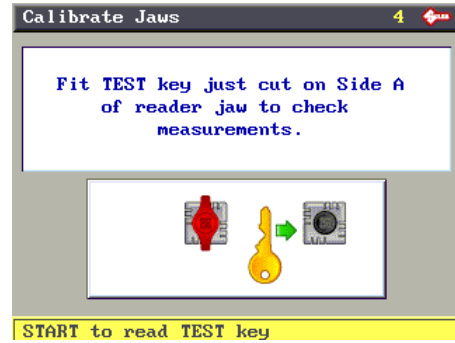 Calibrate Jaws 4
Fit TEST key just cut on Side A
of reader jaw to check
measurements.
START to read TEST key